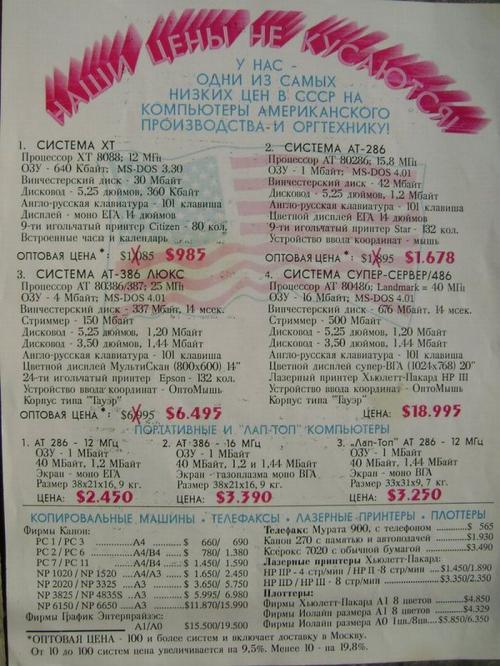 НАШИ ЦЕНЫ НЕ КУСАЮТСЯ!
У НАС -
ОДНИ ИЗ САМЫХ
НИЗКИХ ЦЕН В СССР НА
КОМПЬЮТЕРЫ АМЕРИКАНСКОГО
ПРОИЗВОДСТВА И ОРГТЕХНИКУ!
1. СИСТЕМА XT
Процессор XT 8088; 12 МГц
ОЗУ - 640 Кбайт; MS-DOS 3.30
Винчестерский диск - 30 Мбайт
Дисковод - 5,25 дюймов, 360 Кбайт
Англо-русская клавиатура - 101 клавиша
Дисплей - моно ЕГА 14 дюймов
9-ти игольчатый принтер Citizen - 80 кол.
Встроенные часы и календарь
ОПТОВАЯ ЦЕНА*: $1085 $985
2. СИСТЕМА AT-286
Процессор AT 80286; 15,8 МГц
ОЗУ - 1 Мбайт; MS-DOS 4.01
Винчестерский диск - 42 Мбайт
Дисковод - 5,25 дюймов, 1,2 Мбайт
Англо-русская клавиатура - 101 клавиша
Цветной дисплей ЕГА 14 дюймов
9-ти игольчатый принтер Star - 132 кол.
Устройство ввода координат - мышь
ОПТОВАЯ ЦЕНА*: $1895 $1.678
3. СИСТЕМА AT-386 ЛЮКС
Процессор AT 80386/387; 25 МГц
ОЗУ - 4 Мбайт; MS-DOS 4.01
Винчестерский диск - 337 Мбайт, 14 мсек.
Стриммер - 150 Мбайт
Дисковод - 5,25 дюймов, 1,20 Мбайт
Дисковод - 3,50 дюймов, 1,44 Мбайт
Англо-русская клавиатура - 101 клавиша
Цветной дисплей МультиСкан (800x600) 14"
24-ти игольчатый принтер Epson - 132 кол.
Устройство ввода координат - ОптоМышь
Корпус типа "Тауэр"
ОПТОВАЯ ЦЕНА*: $6.495
4. СИСТЕМА СУПЕР-СЕРВЕР/486
Процессор AT 80486; Landmark = 40 МГц
ОЗУ - 16 Мбайт; MS-DOS 4.01
Винчестерский диск - 676 Мбайт, 14 мсек.
Стриммер - 500 Мбайт
Дисковод - 5,25 дюймов, 1,20 Мбайт
Дисковод - 3,50 дюймов, 1,44 Мбайт
Англо-русская клавиатура - 101 клавиша
Цветной дисплей супер-ВГА (1024x768) 20"
Лазерный принтер Хьюлетт-Пакард HP III
Устройство ввода координат - ОптоМышь
Корпус типа "Тауэр"
ЦЕНА: $18.995
ПОРТАТИВНЫЕ И "ЛАП-ТОП" КОМПЬЮТЕРЫ
1. AT 286 - 12 МГц
ОЗУ - 1 Мбайт
40 Мбайт, 1,2 Мбайт
Экран - моно ЕГА
Размер 38x21x16, 9 кг.
ЦЕНА: $2.450
2. AT-386 - 16 МГц
ОЗУ - 1 Мбайт
40 Мбайт, 1,2 и 1,44 Мбайт
Экран - газоплазма моно ВГА
Размер 38x21x16, 9 кг.
ЦЕНА: $3.390
3. „Лап-Топ" AT 286 - 12 МГц
ОЗУ - 1 Мбайт
40 Мбайт, 1,44 Мбайт
Экран - моно ВГА
Размер 33x31x9, 7 кг.
ЦЕНА: $3.250
КОПИРОВАЛЬНЫЕ МАШИНЫ • ТЕЛЕФАКСЫ • ЛАЗЕРНЫЕ ПРИНТЕРЫ • ПЛОТТЕРЫ
Фирмы Канон:
PC 1 / PC 3 A4 $ 660/ 690
PC 2 / PC 6 A4/B4 $ 780/ 1.380
PC 7 / PC 11 A4/B4 $ 1.450/ 1.590
NP 1020 / NP 1520 A4/A3 $ 1.650/ 2.450
NP 2020 / NP 3325 A3 $ 3.650/ 5.750
NP 3825 / NP 4835S A3 $ 5.995/ 6.980
NP 6150 / NP 6650 A3 $11.870/15.990
Фирмы График Энтерпрайзес:
A1/A0 $15.500/19.500
Телефакс Мурата 900, с телефоном $ 565
Канон 270 с памятью и автоподачей $1.930
Ксерокс 7020 с обычной бумагой $3.490
Лазерные принтеры Хьюлетт-Пакард:
HP IIP - 4 стр/мин / HP II -8 стр/мин $1.450/1.890
HP IID / HP III - 8 стр/мин $3.350/2.350
Плоттеры:
Фирмы Хьюлетт-Пакард A1 8 цветов $4.850
Фирмы Иолайн размера A1 8 цветов $4.329
Фирмы Иолайн размера A0 1цв./8цв. $5.850/6.350
*ОПТОВАЯ ЦЕНА - 100 и более систем и включает доставку в Москву.
От 10 до 100 систем цена увеличивается на 9,5%. Менее 10 - на 19,8%.